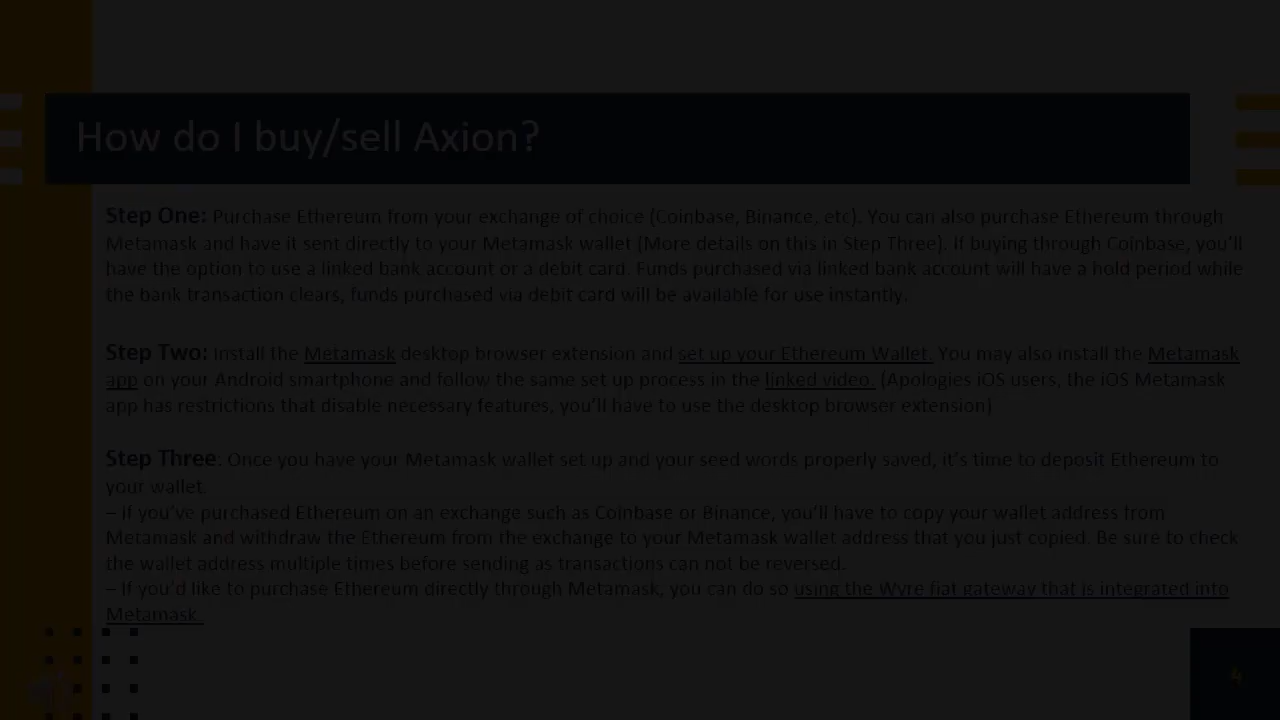 How do I buy/sell Axion?
Step One: Purchase Ethereum from your exchange of choice (Coinbase, Binance, etc). You can also purchase Ethereum through
Metamask and have it sent directly to your Metamask wallet (More details on this in Step Three). If buying through Coinbase, you'll
have the option to use a linked bank account or a debit card. Funds purchased via linked bank account will have a hold period while
the bank transaction clears, funds purchased via debit card will be available for use instantly.
Step Two: Install the Metamask desktop browser extension and set up your Ethereum Wallet. You may also install the Metamask
app on your Android smartphone and follow the same set up process in the linked video. (Apologies iOS users, the iOS Metamask
app has restrictions that disable necessary features, you'll have to use the desktop browser extension)
Step Three: Once you have your Metamask wallet set up and your seed words properly saved, it's time to deposit Ethereum to
your wallet.
– If you've purchased Ethereum on an exchange such as Coinbase or Binance, you'll have to copy your wallet address from
Metamask and withdraw the Ethereum from the exchange to your Metamask wallet address that you just copied. Be sure to check
the wallet address multiple times before sending as transactions can not be reversed.
– If you'd like to purchase Ethereum directly through Metamask, you can do so using the Wyre fiat gateway that is integrated into
Metamask.
4